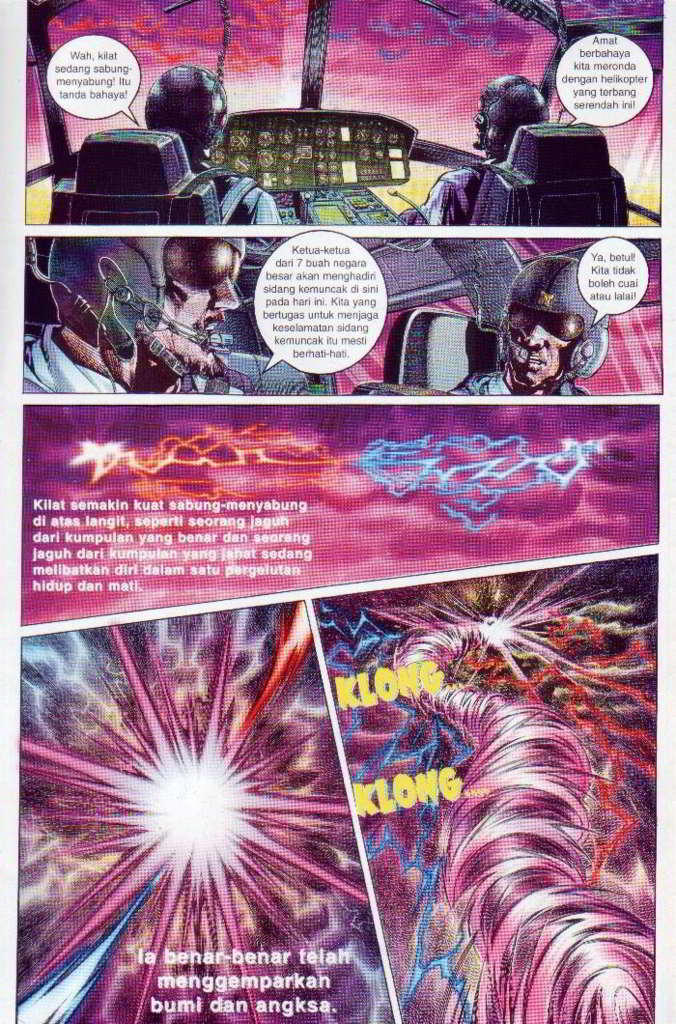 Wah, kilat
sedang sabung-
menyabung! Itu
tanda bahaya!
Amat
berbahaya
kita meronda
dengan helikopter
yang terbang
serendah ini!
Ketua-ketua
dari 7 buah negara
besar akan menghadiri
sidang kemuncak di sini
pada hari ini. Kita yang
bertugas untuk menjaga
keselamatan sidang
kemuncak itu mesti
berhati-hati.
Ya, betul!
Kita tidak
boleh cuai
atau lalai!
Kilat semakin kuat sabung-menyabung
di atas langit, seperti seorang jaguh
dari kumpulan yang benar dan seorang
jaguh dari kumpulan yang jahat sedang
melibatkan diri dalam satu pergelutan
hidup dan mati.
KLONG...
KLONG...
Ia benar-benar telah
menggemparkan
bumi dan angksa.